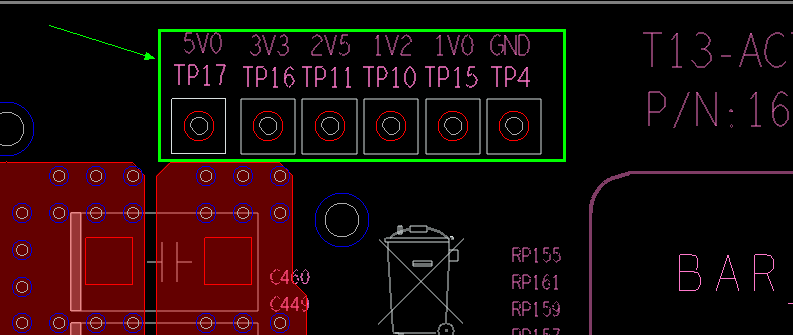 5V0 3V3 2V5 1V2 1V0 GND
TP17 TP16 TP11 TP10 TP15 TP4
T13-AC
P/N:16
C460
C449
RP155
RP161
RP159
RP157
BAR